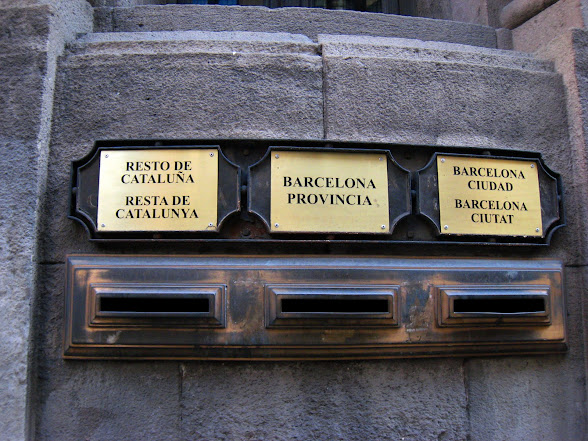 RESTO DE
CATALUÑA
RESTA DE
CATALUNYA
BARCELONA
PROVINCIA
BARCELONA
CIUDAD
BARCELONA
CIUTAT